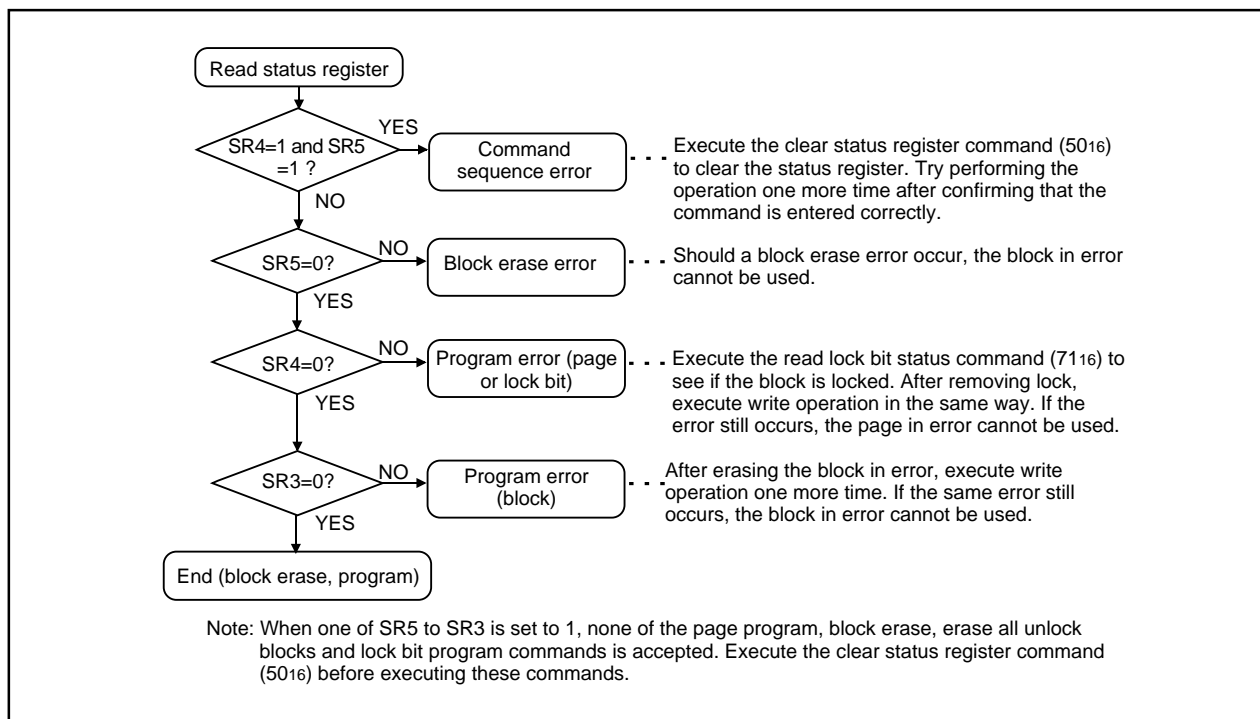 Read status register
YES
SR4=1 and SR5
=1 ?
Command
sequence error
Execute the clear status register command (5016)
to clear the status register. Try performing the
operation one more time after confirming that the
command is entered correctly.
NO
SR5=0?
NO
Block erase error
Should a block erase error occur, the block in error
cannot be used.
YES
SR4=0?
NO
Program error (page
or lock bit)
Execute the read lock bit status command (7116) to
see if the block is locked. After removing lock,
execute write operation in the same way. If the
error still occurs, the page in error cannot be used.
YES
SR3=0?
NO
Program error
(block)
After erasing the block in error, execute write
operation one more time. If the same error still
occurs, the block in error cannot be used.
YES
End (block erase, program)
Note: When one of SR5 to SR3 is set to 1, none of the page program, block erase, erase all unlock
blocks and lock bit program commands is accepted. Execute the clear status register command
(5016) before executing these commands.